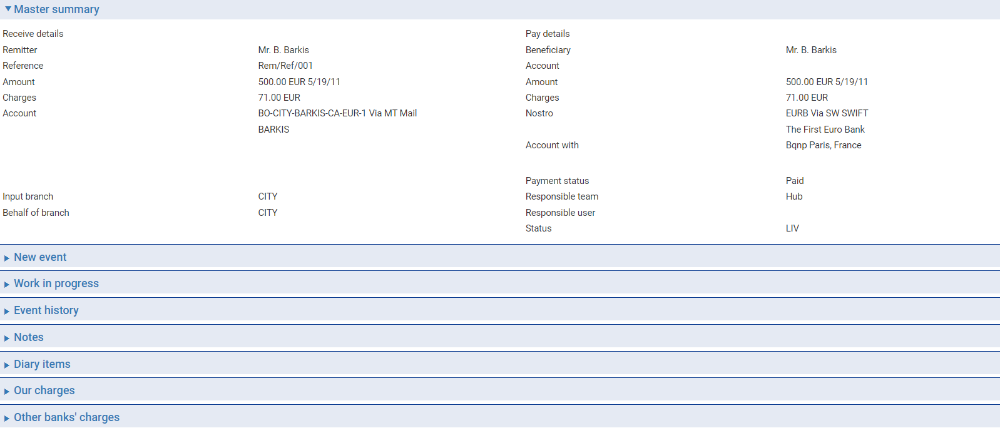 Master summary
Receive details Pay details
Remitter Mr. B. Barkis Beneficiary Mr. B. Barkis
Reference Rem/Ref/001 Account
Amount 500.00 EUR 5/19/11 Amount 500.00 EUR 5/19/11
Charges 71.00 EUR Charges 71.00 EUR
Account BO-CITY-BARKIS-CA-EUR-1 Via MT Mail Nostro EURB Via SW SWIFT
BARKIS The First Euro Bank
Account with Bqnp Paris, France
Payment status Paid
Input branch CITY Responsible team Hub
Behalf of branch CITY Responsible user
Status LIV
New event
Work in progress
Event history
Notes
Diary items
Our charges
Other banks' charges